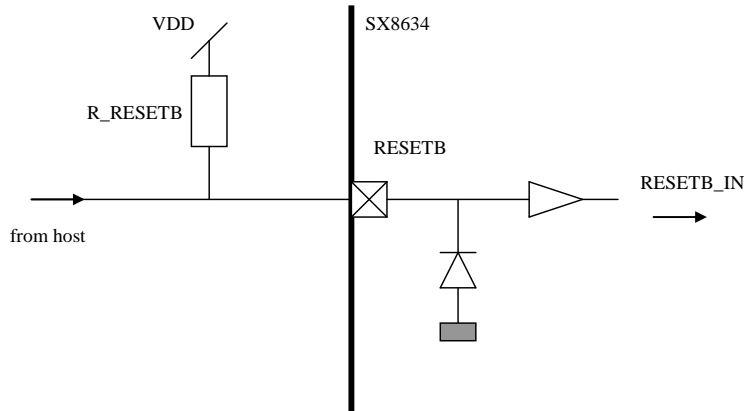 VDD
SX8634
R_RESETB
RESETB
RESETB_IN
from host